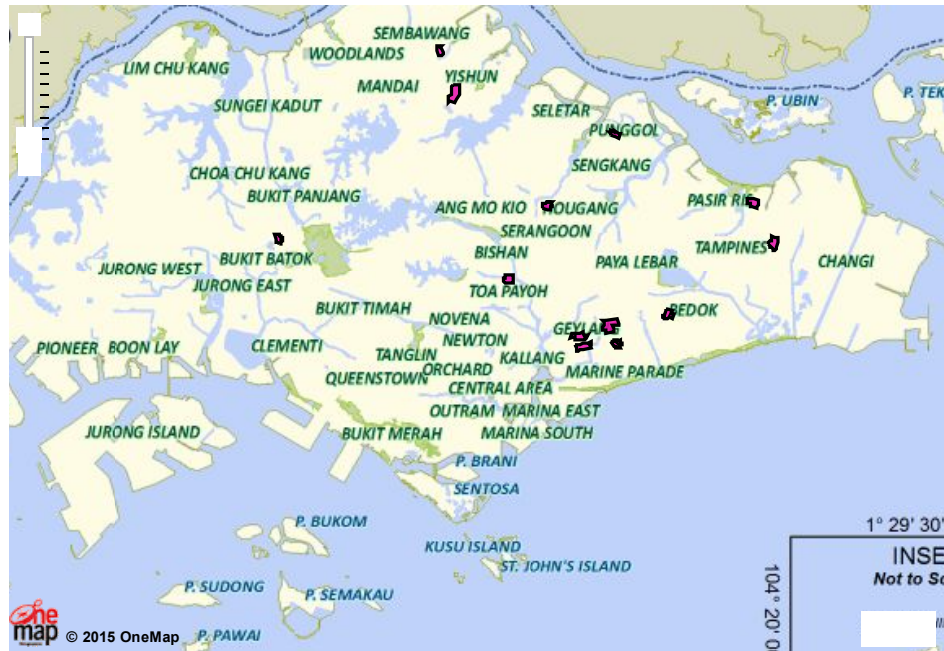 SEMBAWANG
WOODLANDS
LIM CHU KANG
YISHUN
MANDAI
SUNGEI KADUT
SELETAR
P. UBIN
P. TEK
PUNGGOL
SENGKANG
CHOA CHU KANG
BUKIT PANJANG
ANG MO KIO
HOUGANG
PASIR RIS
SERANGOON
BISHAN
TAMPINES
BUKIT BATOK
PAYA LEBAR
CHANGI
JURONG WEST
JURONG EAST
TOA PAYOH
BUKIT TIMAH
NOVENA
BEDOK
GEYLANG
NEWTON
PIONEER
BOON LAY
CLEMENTI
TANGLIN
KALLANG
ORCHARD
MARINE PARADE
QUEENSTOWN
CENTRAL AREA
OUTRAM
MARINA EAST
JURONG ISLAND
BUKIT MERAH
MARINA SOUTH
P. BRANI
SENTOSA
P. BUKOM
KUSU ISLAND
ST. JOHN'S ISLAND
P. SUDONG
P. SEMAKAU
P. PAWAI
1° 29' 30'
INSE
Not to Sc
104° 20' 0
one
map © 2015 OneMap